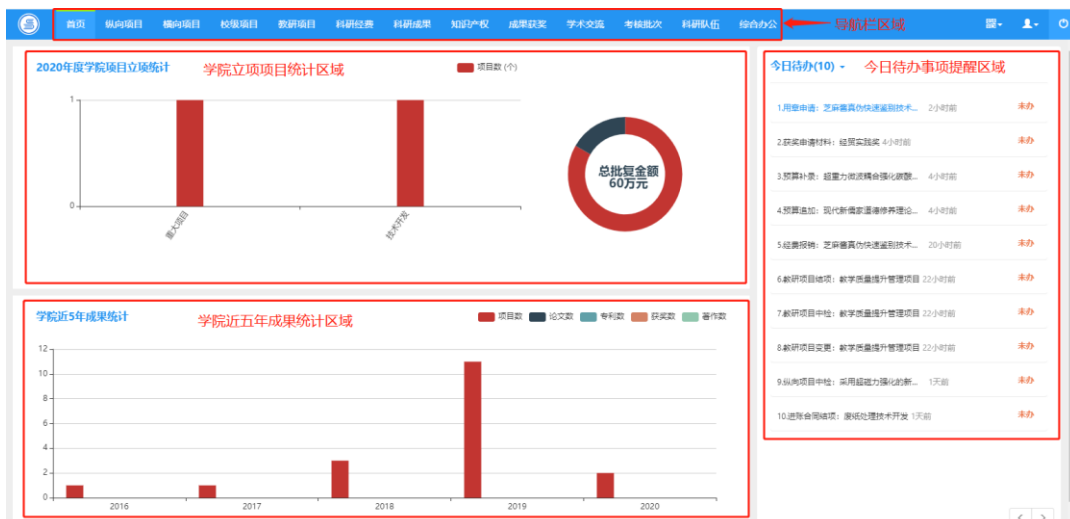 首页 纵向项目 横向项目 校级项目 教研项目 科研经费 科研成果 知识产权 成果获奖 学术交流 考核批次 科研队伍 综合办公 导航栏区域
2020年度学院项目立项统计 学院立项项目统计区域 项目数 (个)
1
0
重大项目 技术开发
总批复金额
60万元
今日待办(10) 今日待办事项提醒区域
1.用章申请：芝麻酱真伪快速鉴别技术... 2小时前 未办
2.获奖申请材料：经贸实践奖 4小时前 未办
3.预算补录：超重力微波耦合强化碳酸... 4小时前 未办
4.预算追加：现代新儒家道德修养理论... 4小时前 未办
5.经费报销：芝麻酱真伪快速鉴别技术... 20小时前 未办
6.教研项目结项：教学质量提升管理项目 22小时前 未办
7.教研项目中检：教学质量提升管理项目 22小时前 未办
8.教研项目变更：教学质量提升管理项目 22小时前 未办
9.纵向项目中检：采用超磁力强化的新... 1天前 未办
10.进账合同结项：废纸处理技术开发 1天前 未办
学院近5年成果统计 学院近五年成果统计区域 项目数 论文数 专利数 获奖数 著作数
12
10
8
6
4
2
0
2016 2017 2018 2019 2020